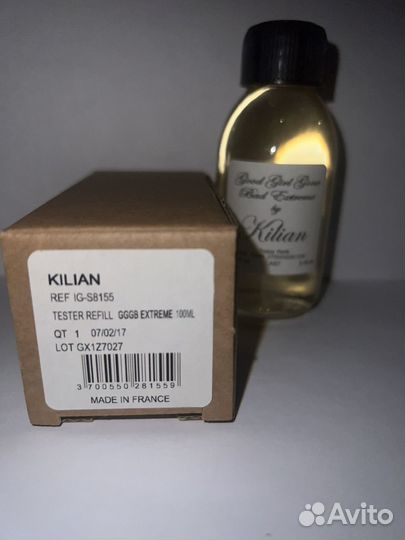 Good Girl Gone
Bad Extreme
by
Kilian
KILIAN
REF IG-S8155
TESTER REFILL GGGB EXTREME 100ML
QT 1 07/02/17
LOT GX1Z7027
3 700550 281559
MADE IN FRANCE
Avito